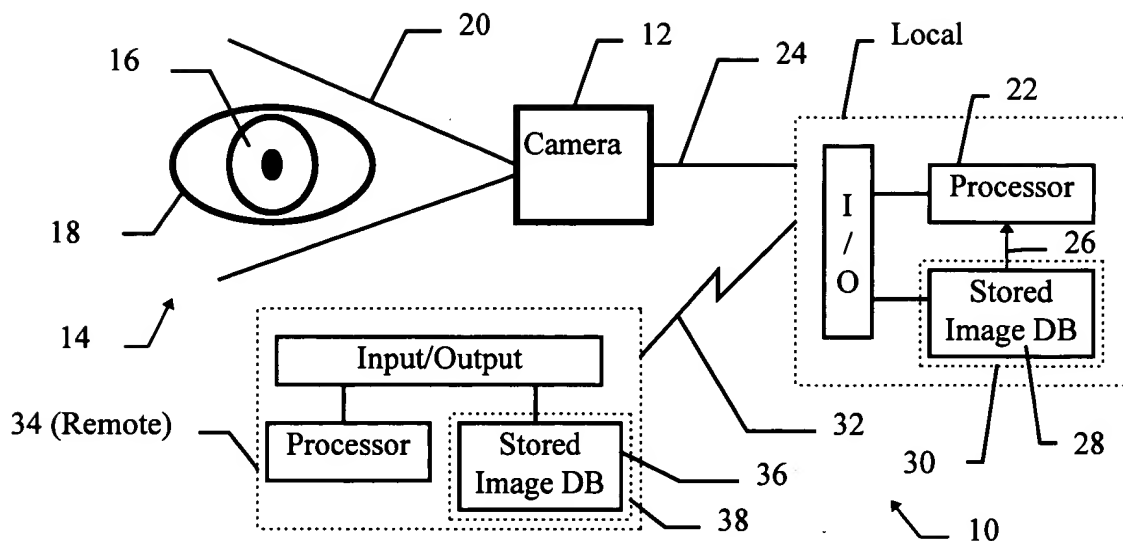 20
12
Local
16
24
22
Camera
Processor
I
/
O
18
26
Stored
Image DB
14
Input/Output
34 (Remote)
Processor
Stored
Image DB
32
36
30
28
38
10